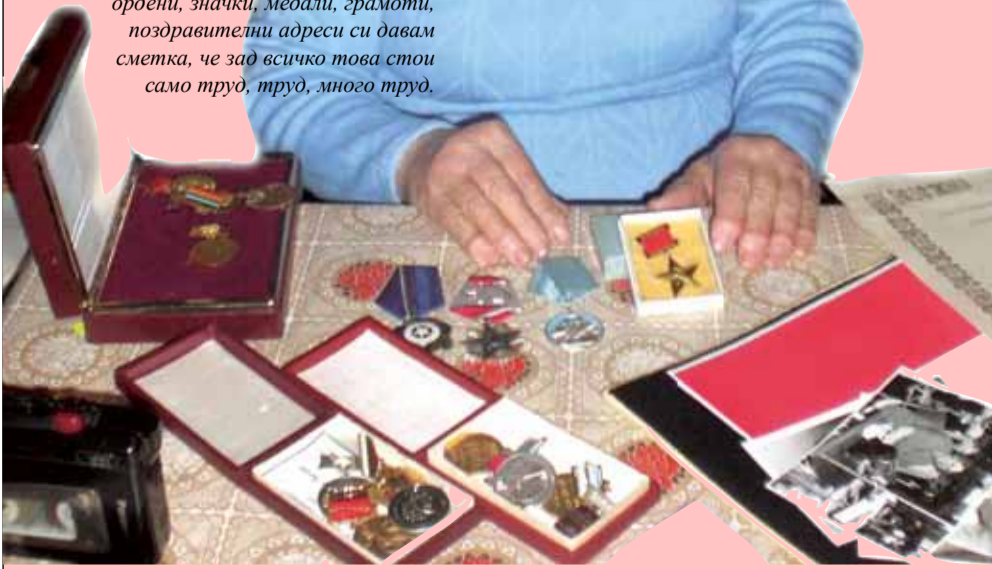 ордени, значки, медали, грамоти,
поздравителни адреси си давам
сметка, че зад всичко това стои
само труд, труд, много труд.